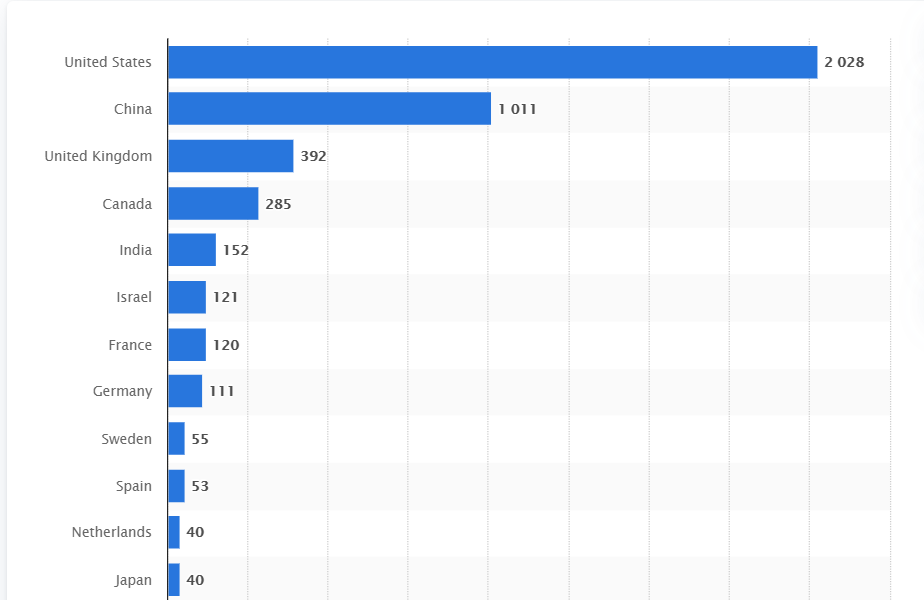 United States 2 028
China 1 011
United Kingdom 392
Canada 285
India 152
Israel 121
France 120
Germany 111
Sweden 55
Spain 53
Netherlands 40
Japan 40